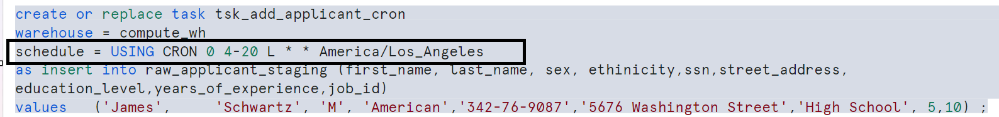 create or replace task tsk_add_applicant_cron
warehouse = compute_wh
schedule = USING CRON 0 4-20 L * * America/Los_Angeles
as insert into raw_applicant_staging (first_name, last_name, sex, ethinicity,ssn,street_address,
education_level,years_of_experience,job_id)
values ('James', 'Schwartz', 'M', 'American','342-76-9087','5676 Washington Street','High School', 5,10) ;